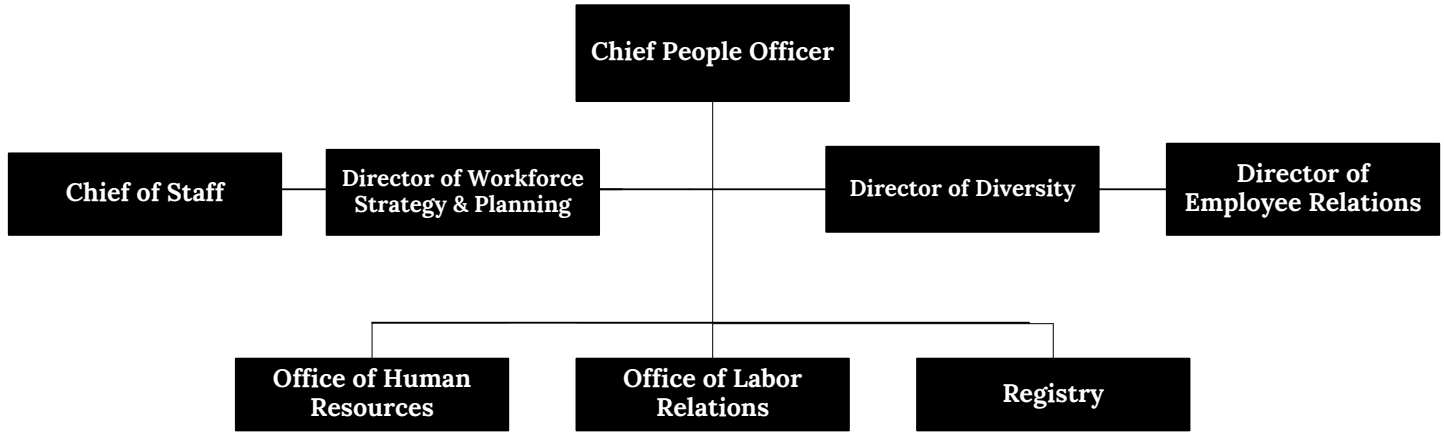 Chief People Officer
Chief of Staff
Director of Workforce
Strategy & Planning
Director of Diversity
Director of
Employee Relations
Office of Human
Resources
Office of Labor
Relations
Registry